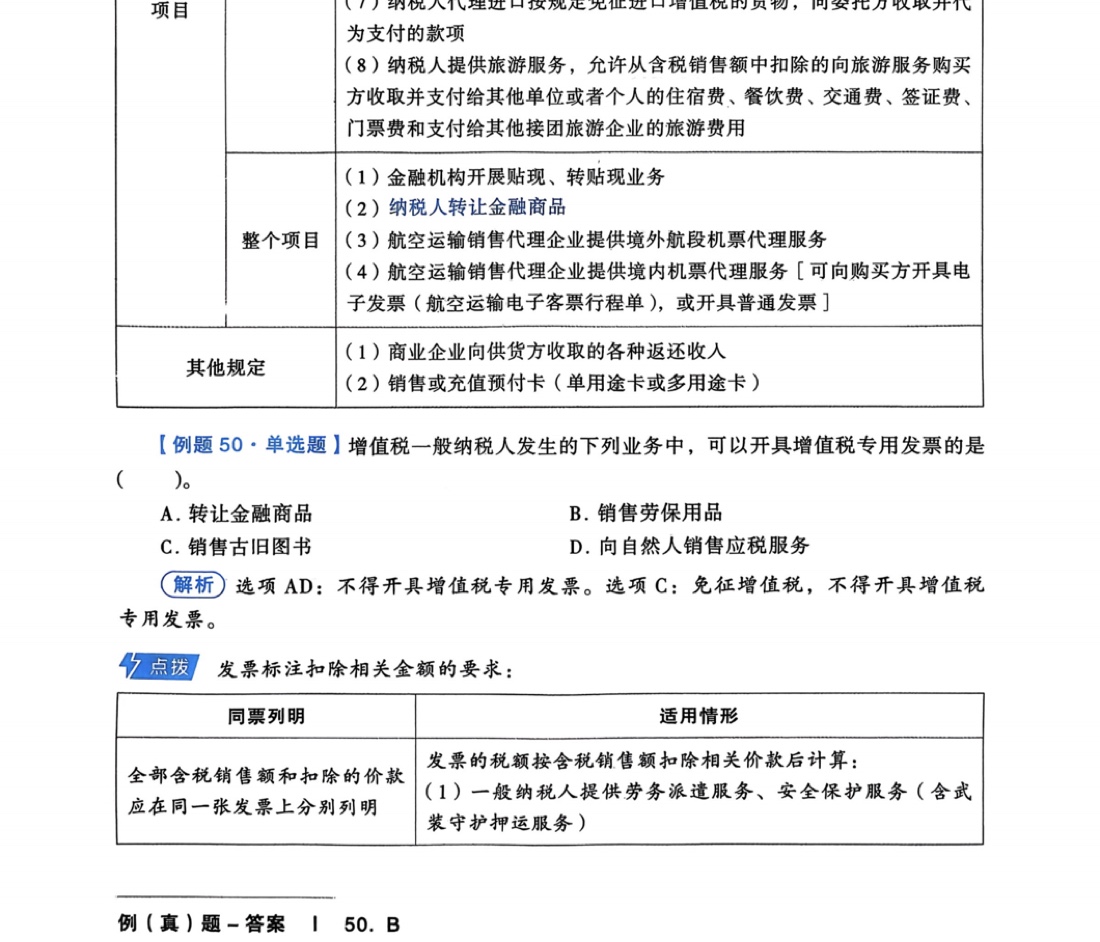 项目
(7)纳税人代理进口按规定免征进口增值税的货物，向委托方收取并代
为支付的款项
(8)纳税人提供旅游服务，允许从含税销售额中扣除的向旅游服务购买
方收取并支付给其他单位或者个人的住宿费、餐饮费、交通费、签证费、
门票费和支付给其他接团旅游企业的旅游费用
整个项目
(1)金融机构开展贴现、转贴现业务
(2)纳税人转让金融商品
(3)航空运输销售代理企业提供境外航段机票代理服务
(4)航空运输销售代理企业提供境内机票代理服务[可向购买方开具电
子发票(航空运输电子客票行程单)，或开具普通发票]
其他规定
(1)商业企业向供货方收取的各种返还收入
(2)销售或充值预付卡(单用途卡或多用途卡)
【例题50·单选题】增值税一般纳税人发生的下列业务中，可以开具增值税专用发票的是
(　　)。
A. 转让金融商品　　B. 销售劳保用品
C. 销售古旧图书　　D. 向自然人销售应税服务
解析 选项AD：不得开具增值税专用发票。选项C：免征增值税，不得开具增值税
专用发票。
点拨 发票标注扣除相关金额的要求：
同票列明　　适用情形
全部含税销售额和扣除的价款
应在同一张发票上分别列明
发票的税额按含税销售额扣除相关价款后计算：
(1)一般纳税人提供劳务派遣服务、安全保护服务(含武
装守护押运服务)
例(真)题-答案 | 50. B